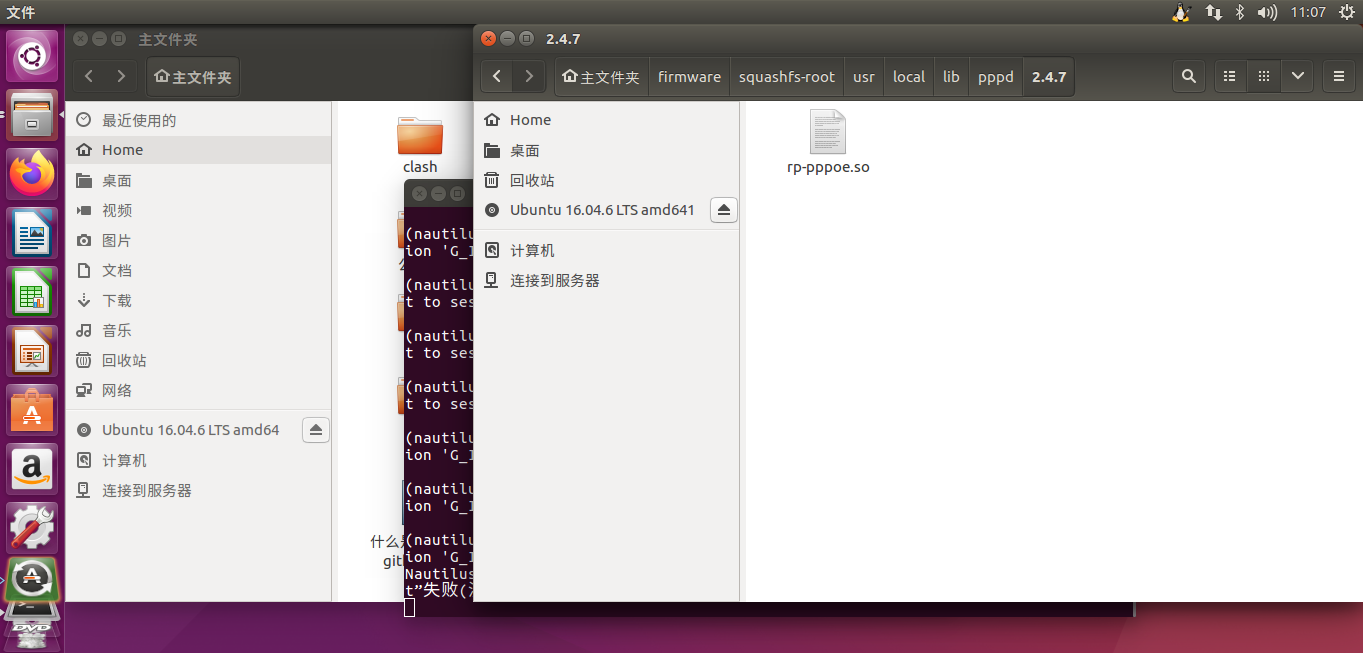 文件
11:07
主文件夹
主文件夹
最近使用的
Home
桌面
视频
图片
文档
下载
音乐
回收站
网络
Ubuntu 16.04.6 LTS amd64
计算机
连接到服务器
clash
什么是
(nautilu
ion 'G_I
(nautilu
t to ses
(nautilu
t to ses
(nautilu
t to ses
(nautilu
ion 'G_I
(nautilu
ion 'G_I
(nautilu
ion 'G_I
Nautilus
t”失败(
2.4.7
主文件夹 firmware squashfs-root usr local lib pppd 2.4.7
Home
桌面
回收站
Ubuntu 16.04.6 LTS amd641
计算机
连接到服务器
rp-pppoe.so
DVD